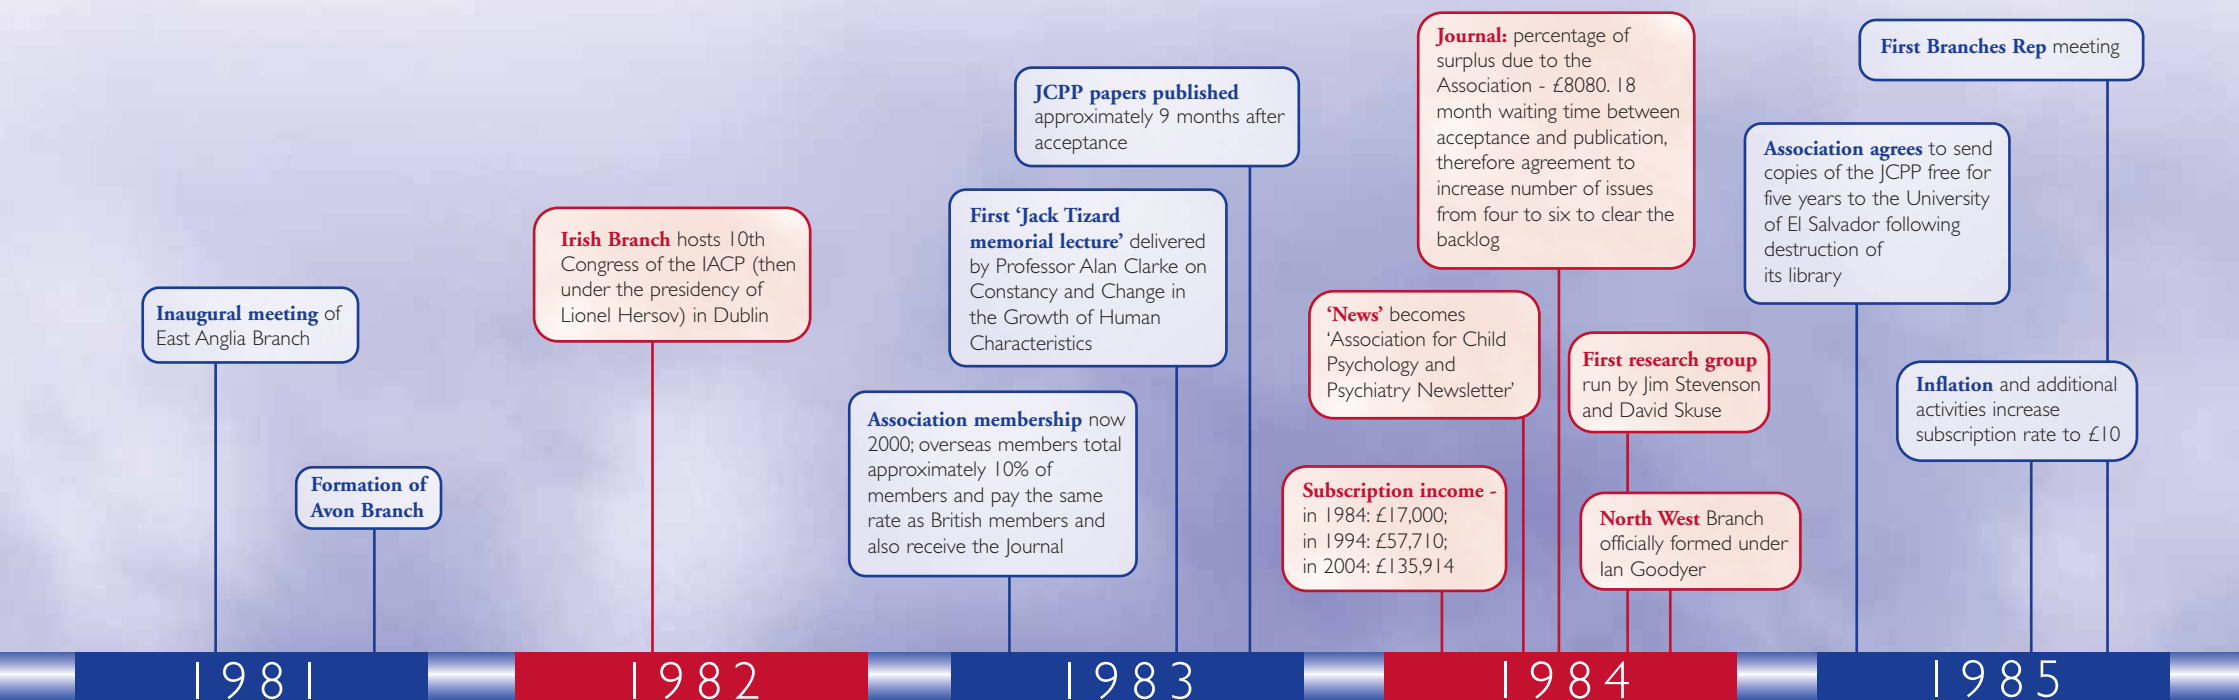 Inaugural meeting of
East Anglia Branch
Formation of
Avon Branch
1981
Irish Branch hosts 10th
Congress of the IACP (then
under the presidency of
Lionel Hersov) in Dublin
1982
JCPP papers published
approximately 9 months after
acceptance
First ‘Jack Tizard
memorial lecture’ delivered
by Professor Alan Clarke on
Constancy and Change in
the Growth of Human
Characteristics
Association membership now
2000; overseas members total
approximately 10% of
members and pay the same
rate as British members and
also receive the Journal
1983
Journal: percentage of
surplus due to the
Association - £8080. 18
month waiting time between
acceptance and publication,
therefore agreement to
increase number of issues
from four to six to clear the
backlog
‘News’ becomes
‘Association for Child
Psychology and
Psychiatry Newsletter’
First research group
run by Jim Stevenson
and David Skuse
Subscription income -
in 1984: £17,000;
in 1994: £57,710;
in 2004: £135,914
North West Branch
officially formed under
Ian Goodyer
1984
First Branches Rep meeting
Association agrees to send
copies of the JCPP free for
five years to the University
of El Salvador following
destruction of
its library
Inflation and additional
activities increase
subscription rate to £10
1985